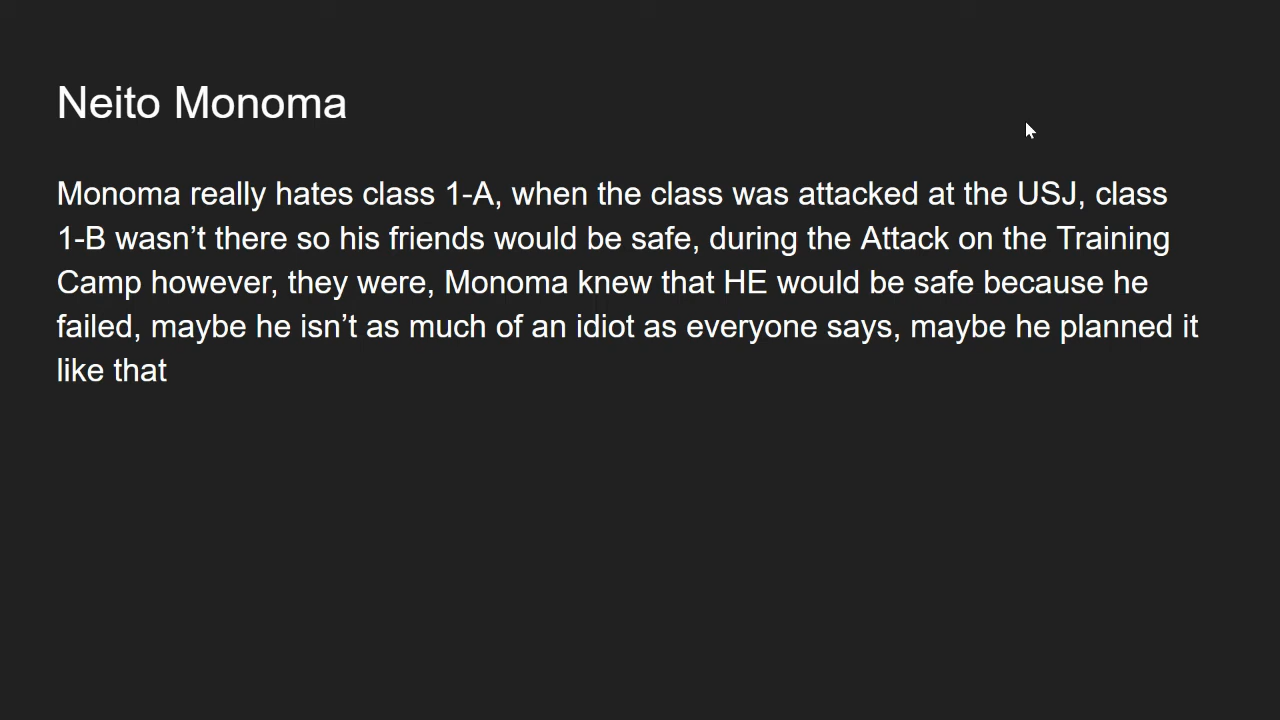 Neito Monoma
Monoma really hates class 1-A, when the class was attacked at the USJ, class
1-B wasn’t there so his friends would be safe, during the Attack on the Training
Camp however, they were, Monoma knew that HE would be safe because he
failed, maybe he isn’t as much of an idiot as everyone says, maybe he planned it
like that